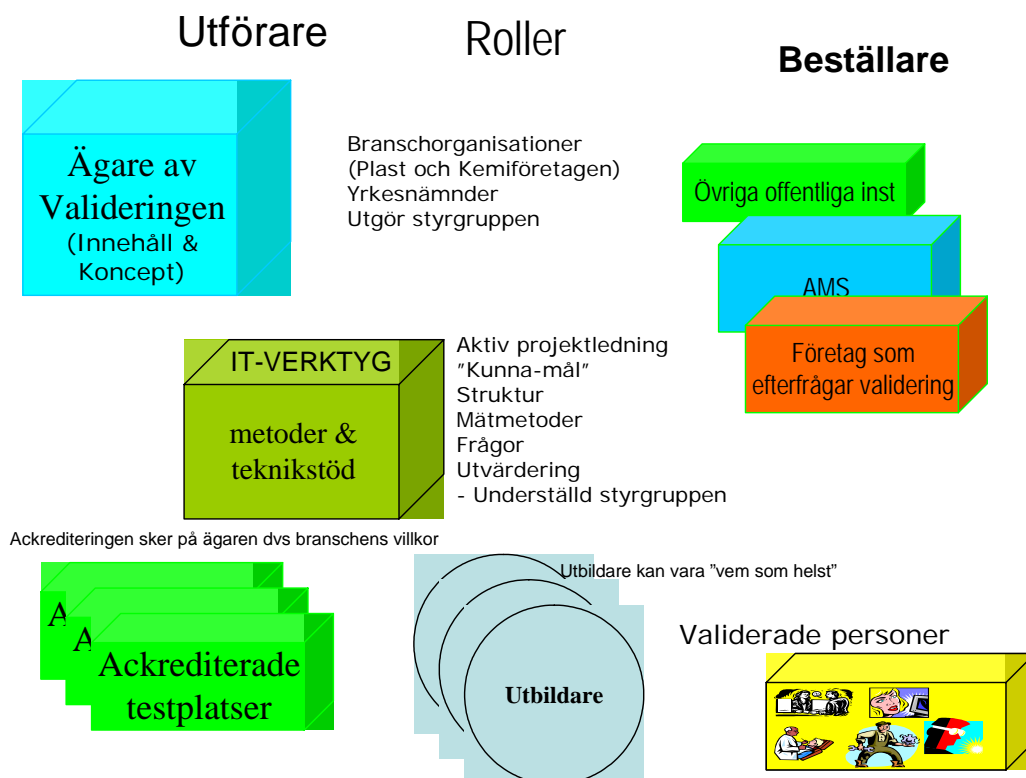 Utförare
Roller
Beställare
Ägare av
Valideringen
(Innehåll &
Koncept)
Branschorganisationer
(Plast och Kemiföretagen)
Yrkesnämnder
Utgör styrgruppen
Övriga offentliga inst
AMS
Företag som
efterfrågar validering
IT-VERKTYG
metoder &
teknikstöd
Aktiv projektledning
"Kunna-mål"
Struktur
Mätmetoder
Frågor
Utvärdering
- Underställd styrgruppen
Ackrediteringen sker på ägaren dvs branschens villkor
A
A
Ackrediterade
testplatser
Utbildare kan vara "vem som helst"
Utbildare
Validerade personer